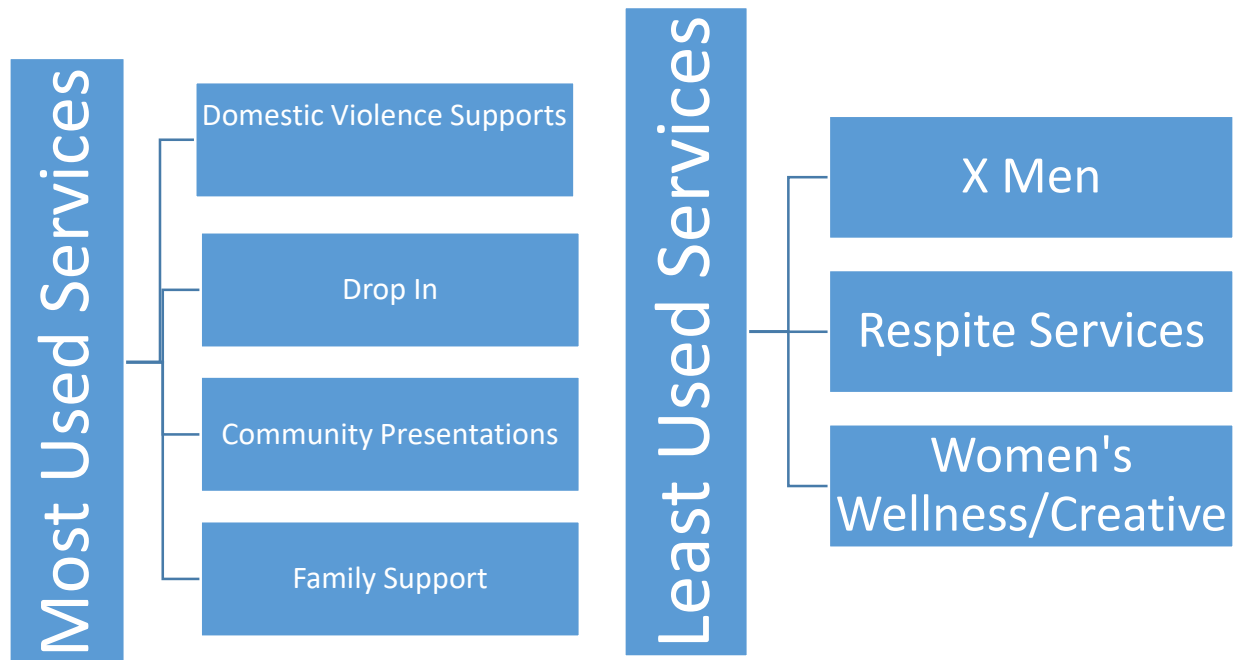 Most Used Services
Domestic Violence Supports
Drop In
Community Presentations
Family Support
Least Used Services
X Men
Respite Services
Women's
Wellness/Creative